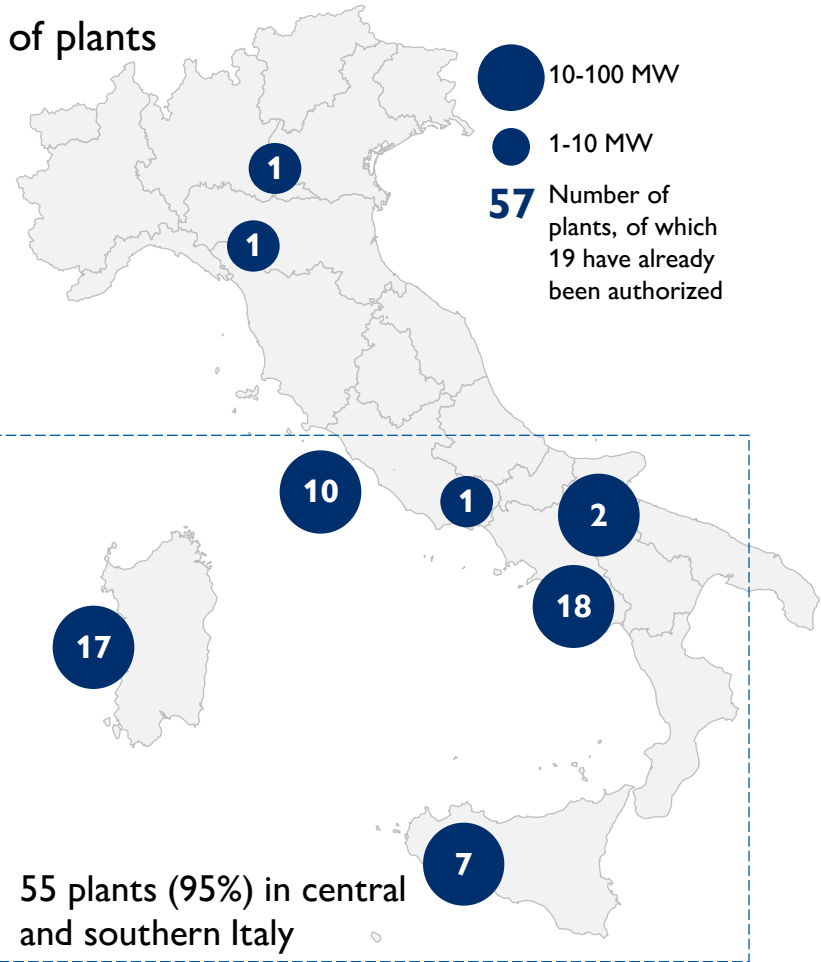 of plants
10-100 MW
1-10 MW
57 Number of
plants, of which
19 have already
been authorized
1
1
10
1
2
18
17
7
55 plants (95%) in central
and southern Italy